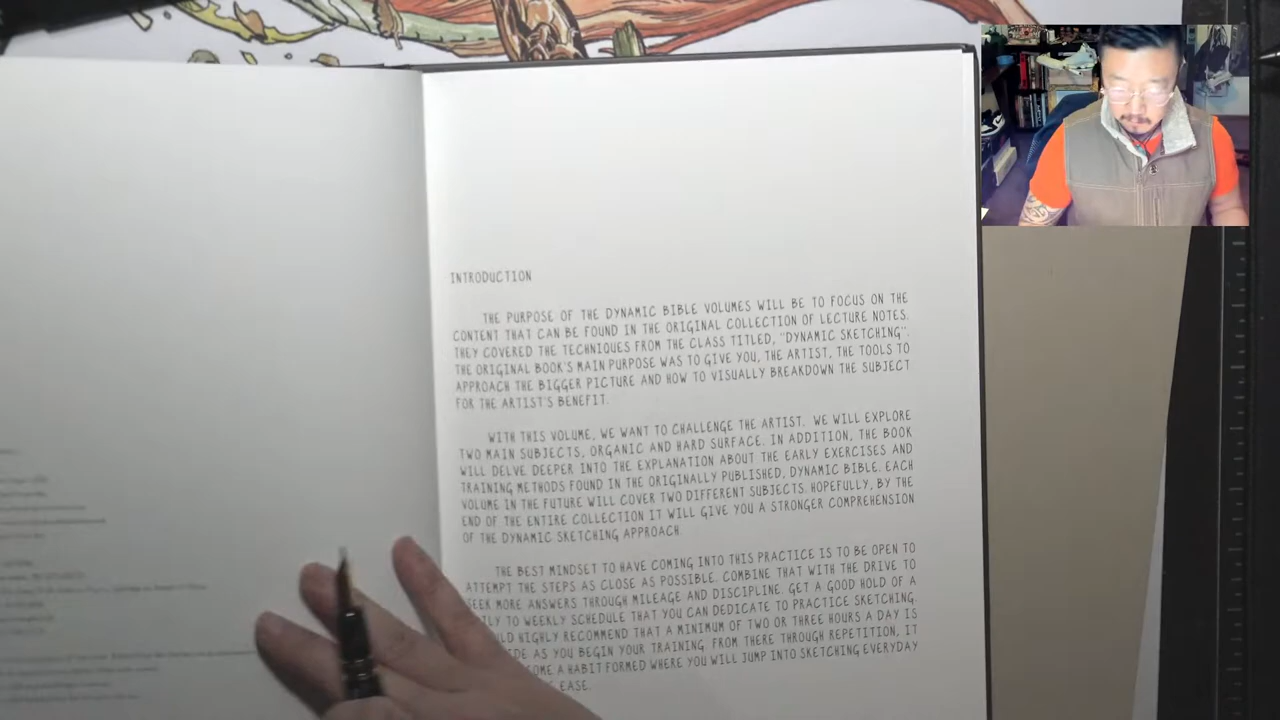 INTRODUCTION
THE PURPOSE OF THE DYNAMIC BIBLE VOLUMES WILL BE TO FOCUS ON THE
CONTENT THAT CAN BE FOUND IN THE ORIGINAL COLLECTION OF LECTURE NOTES.
THEY COVERED THE TECHNIQUES FROM THE CLASS TITLED, "DYNAMIC SKETCHING".
THE ORIGINAL BOOK'S MAIN PURPOSE WAS TO GIVE YOU, THE ARTIST, THE TOOLS TO
APPROACH THE BIGGER PICTURE AND HOW TO VISUALLY BREAKDOWN THE SUBJECT
FOR THE ARTIST'S BENEFIT.
WITH THIS VOLUME, WE WANT TO CHALLENGE THE ARTIST. WE WILL EXPLORE
TWO MAIN SUBJECTS, ORGANIC AND HARD SURFACE. IN ADDITION, THE BOOK
WILL DELVE DEEPER INTO THE EXPLANATION ABOUT THE EARLY EXERCISES AND
TRAINING METHODS FOUND IN THE ORIGINALLY PUBLISHED, DYNAMIC BIBLE. EACH
VOLUME IN THE FUTURE WILL COVER TWO DIFFERENT SUBJECTS. HOPEFULLY, BY THE
END OF THE ENTIRE COLLECTION IT WILL GIVE YOU A STRONGER COMPREHENSION
OF THE DYNAMIC SKETCHING APPROACH.
THE BEST MINDSET TO HAVE COMING INTO THIS PRACTICE IS TO BE OPEN TO
ATTEMPT THE STEPS AS CLOSE AS POSSIBLE. COMBINE THAT WITH THE DRIVE TO
SEEK MORE ANSWERS THROUGH MILEAGE AND DISCIPLINE. GET A GOOD HOLD OF A
TO WEEKLY SCHEDULE THAT YOU CAN DEDICATE TO PRACTICE SKETCHING.
HIGHLY RECOMMEND THAT A MINIMUM OF TWO OR THREE HOURS A DAY IS
AS YOU BEGIN YOUR TRAINING. FROM THERE THROUGH REPETITION, IT
A HABIT FORMED WHERE YOU WILL JUMP INTO SKETCHING EVERYDAY
EASE.